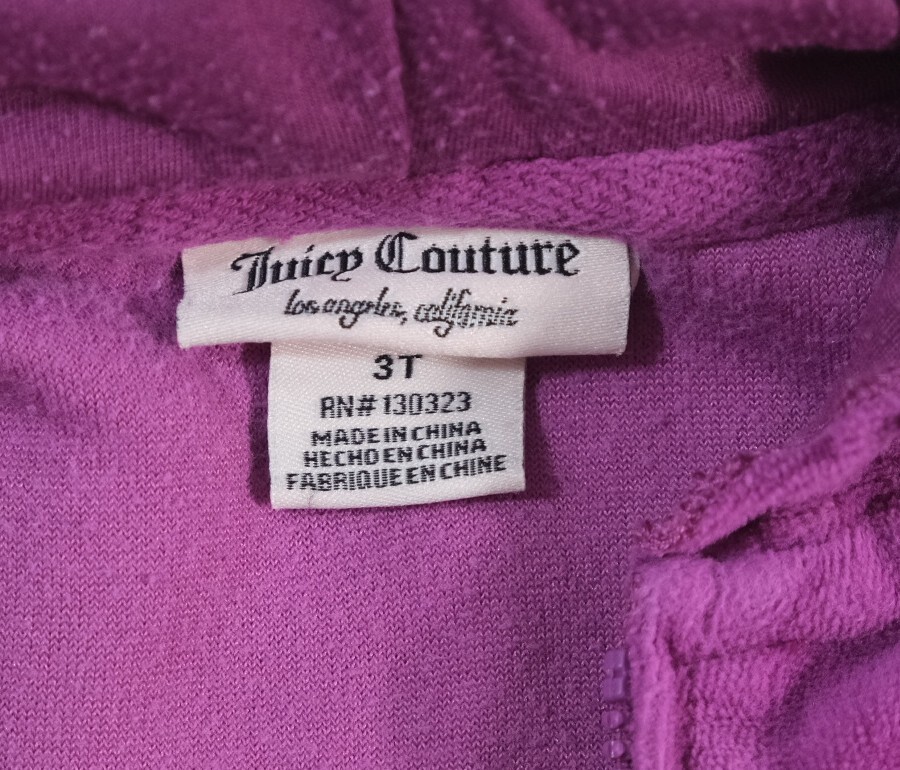 Juicy Couture
los angeles, california
3T
RN# 130323
MADE IN CHINA
HECHO EN CHINA
FABRIQUE EN CHINE